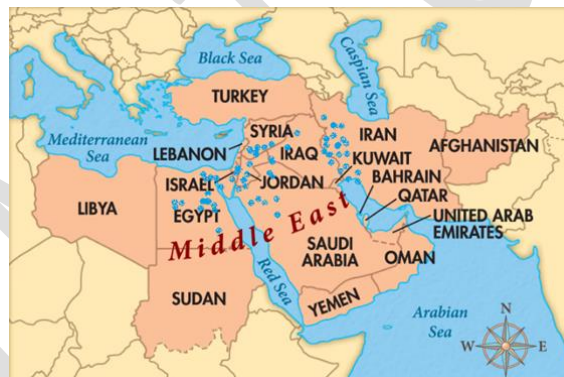 Black Sea
Caspian Sea
TURKEY
Mediterranean
Sea
SYRIA
LEBANON
IRAQ
IRAN
AFGHANISTAN
KUWAIT
BAHRAIN
ISRAEL
JORDAN
QATAR
LIBYA
EGYPT
UNITED ARAB
EMIRATES
Middle East
SAUDI
ARABIA
OMAN
Red Sea
SUDAN
YEMEN
Arabian
Sea
N
W
E
S